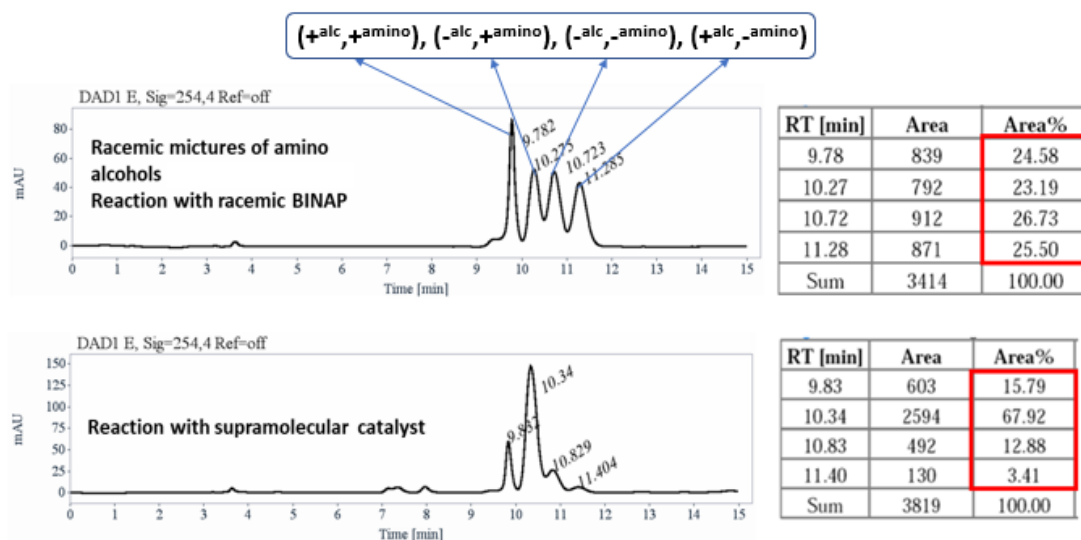 (+alc,+amino), (-alc,+amino), (-alc,-amino), (+alc,-amino)
DAD1 E, Sig=254,4 Ref=off
Racemic mictures of amino
alcohols
Reaction with racemic BINAP
9.782
10.275
10.723
11.285
mAU
80
60
40
20
0
0 1 2 3 4 5 6 7 8 9 10 11 12 13 14 15
Time [min]
RT [min] Area Area%
9.78 839 24.58
10.27 792 23.19
10.72 912 26.73
11.28 871 25.50
Sum 3414 100.00
DAD1 E, Sig=254,4 Ref=off
Reaction with supramolecular catalyst
9.832
10.34
10.829
11.404
mAU
150
125
100
75
50
25
0
0 1 2 3 4 5 6 7 8 9 10 11 12 13 14 15
Time [min]
RT [min] Area Area%
9.83 603 15.79
10.34 2594 67.92
10.83 492 12.88
11.40 130 3.41
Sum 3819 100.00